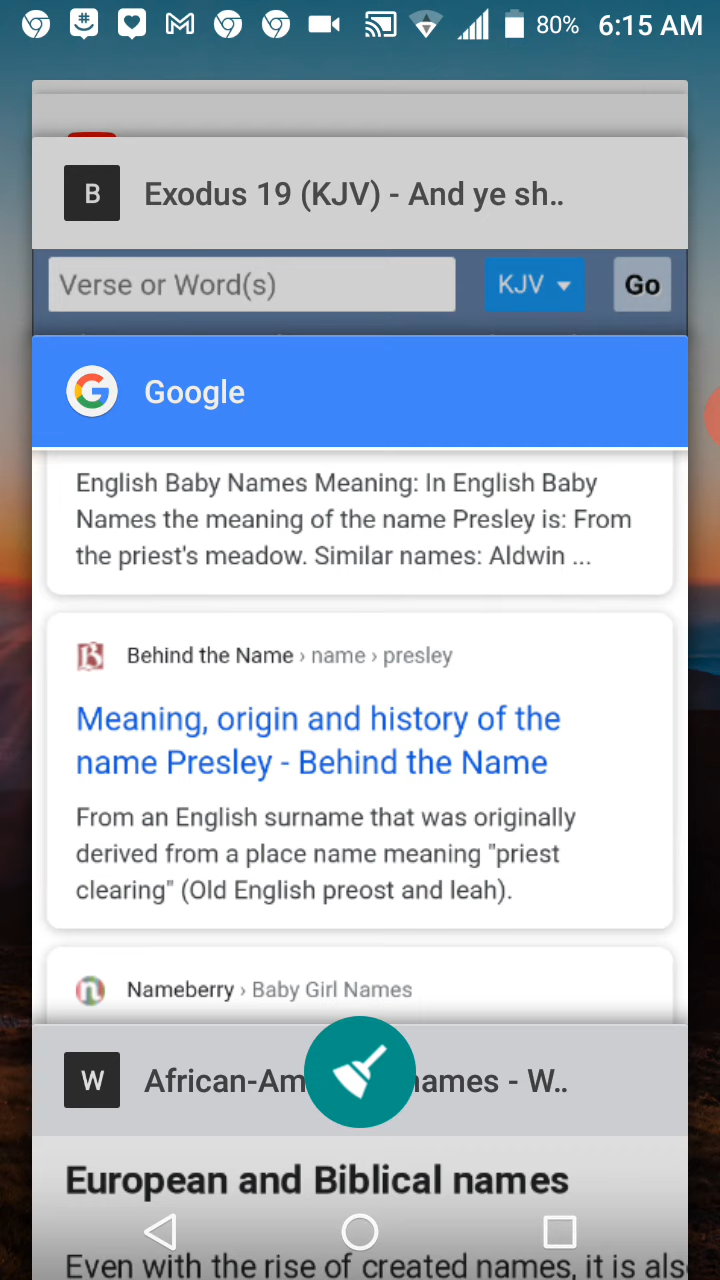 80% 6:15 AM
B Exodus 19 (KJV) - And ye sh..
Verse or Word(s) KJV Go
Google
English Baby Names Meaning: In English Baby
Names the meaning of the name Presley is: From
the priest's meadow. Similar names: Aldwin ...
Behind the Name › name › presley
Meaning, origin and history of the
name Presley - Behind the Name
From an English surname that was originally
derived from a place name meaning "priest
clearing" (Old English preost and leah).
n Nameberry › Baby Girl Names
W African-Am names - W..
European and Biblical names
Even with the rise of created names, it is als